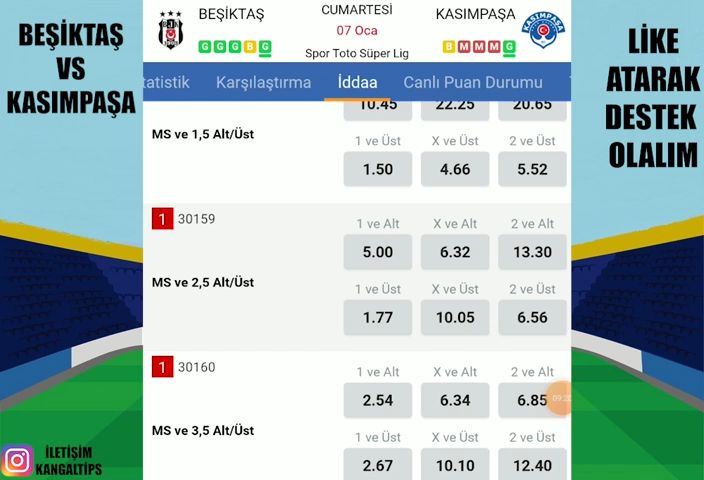 BEŞİKTAŞ
VS
KASIMPAŞA
BEŞİKTAŞ
G G G B G
CUMARTESİ
07 Oca
Spor Toto Süper Lig
KASIMPAŞA
B M M M G
KASIMPAŞA
LİKE
ATARAK
DESTEK
OLALIM
tatistik Karşılaştırma İddaa Canlı Puan Durumu
10.45 22.25 20.65
MS ve 1,5 Alt/Üst
1 ve Üst X ve Üst 2 ve Üst
1.50 4.66 5.52
1 30159
1 ve Alt X ve Alt 2 ve Alt
5.00 6.32 13.30
MS ve 2,5 Alt/Üst
1 ve Üst X ve Üst 2 ve Üst
1.77 10.05 6.56
1 30160
1 ve Alt X ve Alt 2 ve Alt
2.54 6.34 6.85
09:20
MS ve 3,5 Alt/Üst
1 ve Üst X ve Üst 2 ve Üst
2.67 10.10 12.40
İLETİŞİM
KANGALTİPS